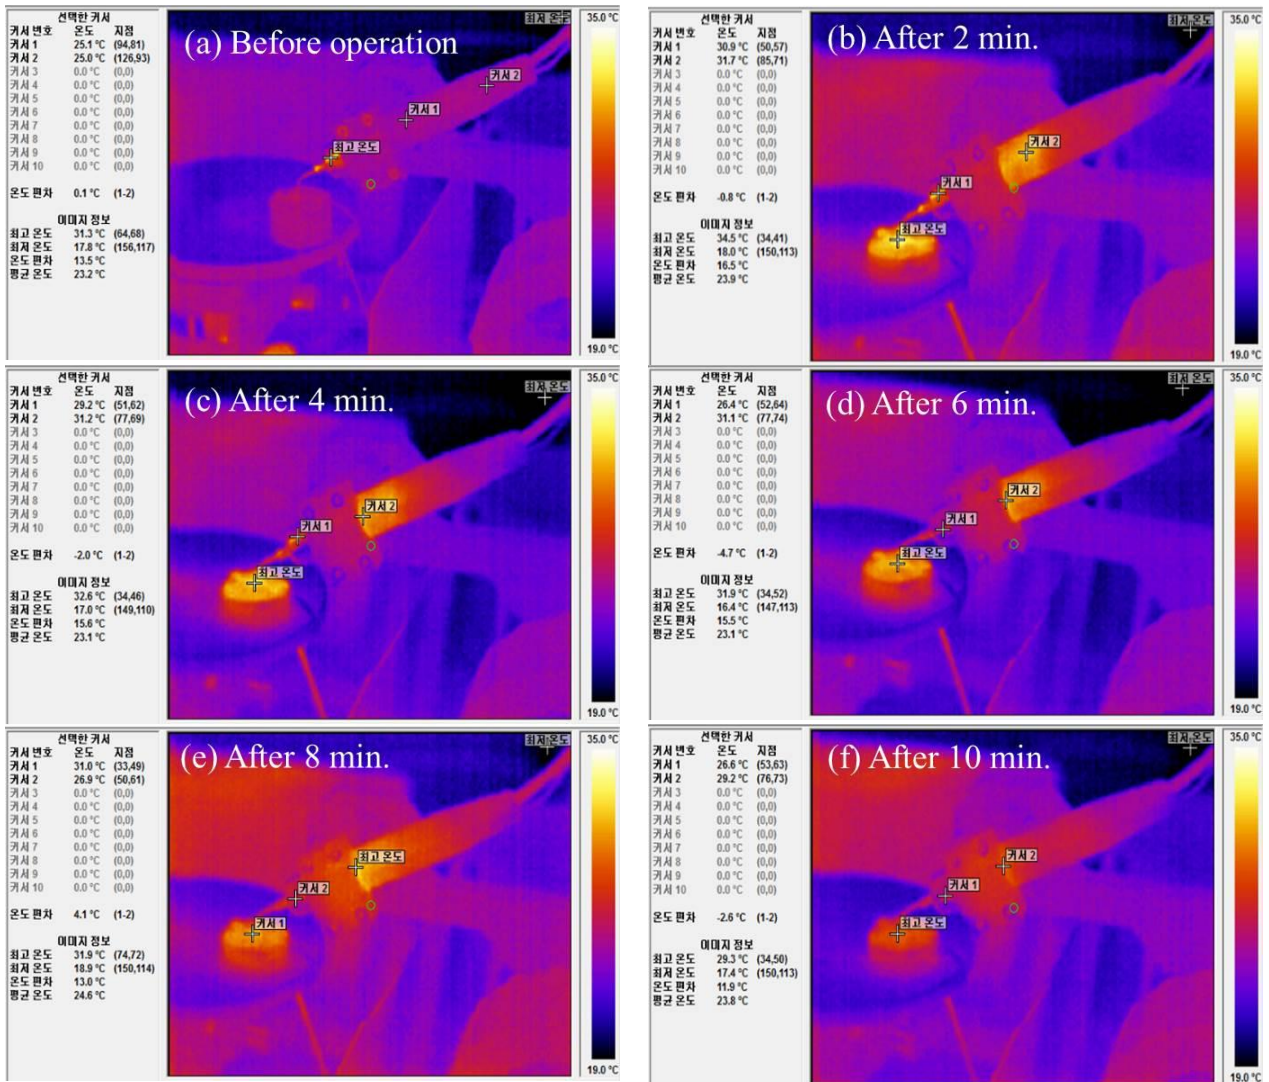 선택한 커서
커서 번호 온도 지점
커서 1 25.1 °C (94,81)
커서 2 25.0 °C (126,93)
커서 3 0.0 °C (0,0)
커서 4 0.0 °C (0,0)
커서 5 0.0 °C (0,0)
커서 6 0.0 °C (0,0)
커서 7 0.0 °C (0,0)
커서 8 0.0 °C (0,0)
커서 9 0.0 °C (0,0)
커서 10 0.0 °C (0,0)
온도 편차 0.1 °C (1-2)
이미지 정보
최고 온도 31.3 °C (64,68)
최저 온도 17.8 °C (156,117)
온도 편차 13.5 °C
평균 온도 23.2 °C
(a) Before operation
최저 온도
커서 2
커서 1
최고 온도
35.0 °C
19.0 °C
선택한 커서
커서 번호 온도 지점
커서 1 30.9 °C (50,57)
커서 2 31.7 °C (85,71)
커서 3 0.0 °C (0,0)
커서 4 0.0 °C (0,0)
커서 5 0.0 °C (0,0)
커서 6 0.0 °C (0,0)
커서 7 0.0 °C (0,0)
커서 8 0.0 °C (0,0)
커서 9 0.0 °C (0,0)
커서 10 0.0 °C (0,0)
온도 편차 -0.8 °C (1-2)
이미지 정보
최고 온도 34.5 °C (34,41)
최저 온도 18.0 °C (150,113)
온도 편차 16.5 °C
평균 온도 23.9 °C
(b) After 2 min.
최저 온도
커서 2
커서 1
최고 온도
35.0 °C
19.0 °C
선택한 커서
커서 번호 온도 지점
커서 1 29.2 °C (51,62)
커서 2 31.2 °C (77,69)
커서 3 0.0 °C (0,0)
커서 4 0.0 °C (0,0)
커서 5 0.0 °C (0,0)
커서 6 0.0 °C (0,0)
커서 7 0.0 °C (0,0)
커서 8 0.0 °C (0,0)
커서 9 0.0 °C (0,0)
커서 10 0.0 °C (0,0)
온도 편차 -2.0 °C (1-2)
이미지 정보
최고 온도 32.6 °C (34,46)
최저 온도 17.0 °C (149,110)
온도 편차 15.6 °C
평균 온도 23.1 °C
(c) After 4 min.
최저 온도
커서 2
커서 1
최고 온도
35.0 °C
19.0 °C
선택한 커서
커서 번호 온도 지점
커서 1 26.4 °C (52,64)
커서 2 31.1 °C (77,74)
커서 3 0.0 °C (0,0)
커서 4 0.0 °C (0,0)
커서 5 0.0 °C (0,0)
커서 6 0.0 °C (0,0)
커서 7 0.0 °C (0,0)
커서 8 0.0 °C (0,0)
커서 9 0.0 °C (0,0)
커서 10 0.0 °C (0,0)
온도 편차 -4.7 °C (1-2)
이미지 정보
최고 온도 31.9 °C (34,52)
최저 온도 16.4 °C (147,113)
온도 편차 15.5 °C
평균 온도 23.1 °C
(d) After 6 min.
최저 온도
커서 2
커서 1
최고 온도
35.0 °C
19.0 °C
선택한 커서
커서 번호 온도 지점
커서 1 31.0 °C (33,49)
커서 2 26.9 °C (50,61)
커서 3 0.0 °C (0,0)
커서 4 0.0 °C (0,0)
커서 5 0.0 °C (0,0)
커서 6 0.0 °C (0,0)
커서 7 0.0 °C (0,0)
커서 8 0.0 °C (0,0)
커서 9 0.0 °C (0,0)
커서 10 0.0 °C (0,0)
온도 편차 4.1 °C (1-2)
이미지 정보
최고 온도 31.9 °C (74,72)
최저 온도 18.9 °C (150,114)
온도 편차 13.0 °C
평균 온도 24.6 °C
(e) After 8 min.
최저 온도
최고 온도
커서 2
커서 1
35.0 °C
19.0 °C
선택한 커서
커서 번호 온도 지점
커서 1 26.6 °C (53,63)
커서 2 29.2 °C (76,73)
커서 3 0.0 °C (0,0)
커서 4 0.0 °C (0,0)
커서 5 0.0 °C (0,0)
커서 6 0.0 °C (0,0)
커서 7 0.0 °C (0,0)
커서 8 0.0 °C (0,0)
커서 9 0.0 °C (0,0)
커서 10 0.0 °C (0,0)
온도 편차 -2.6 °C (1-2)
이미지 정보
최고 온도 29.3 °C (34,50)
최저 온도 17.4 °C (150,113)
온도 편차 11.9 °C
평균 온도 23.8 °C
(f) After 10 min.
최저 온도
커서 2
커서 1
최고 온도
35.0 °C
19.0 °C